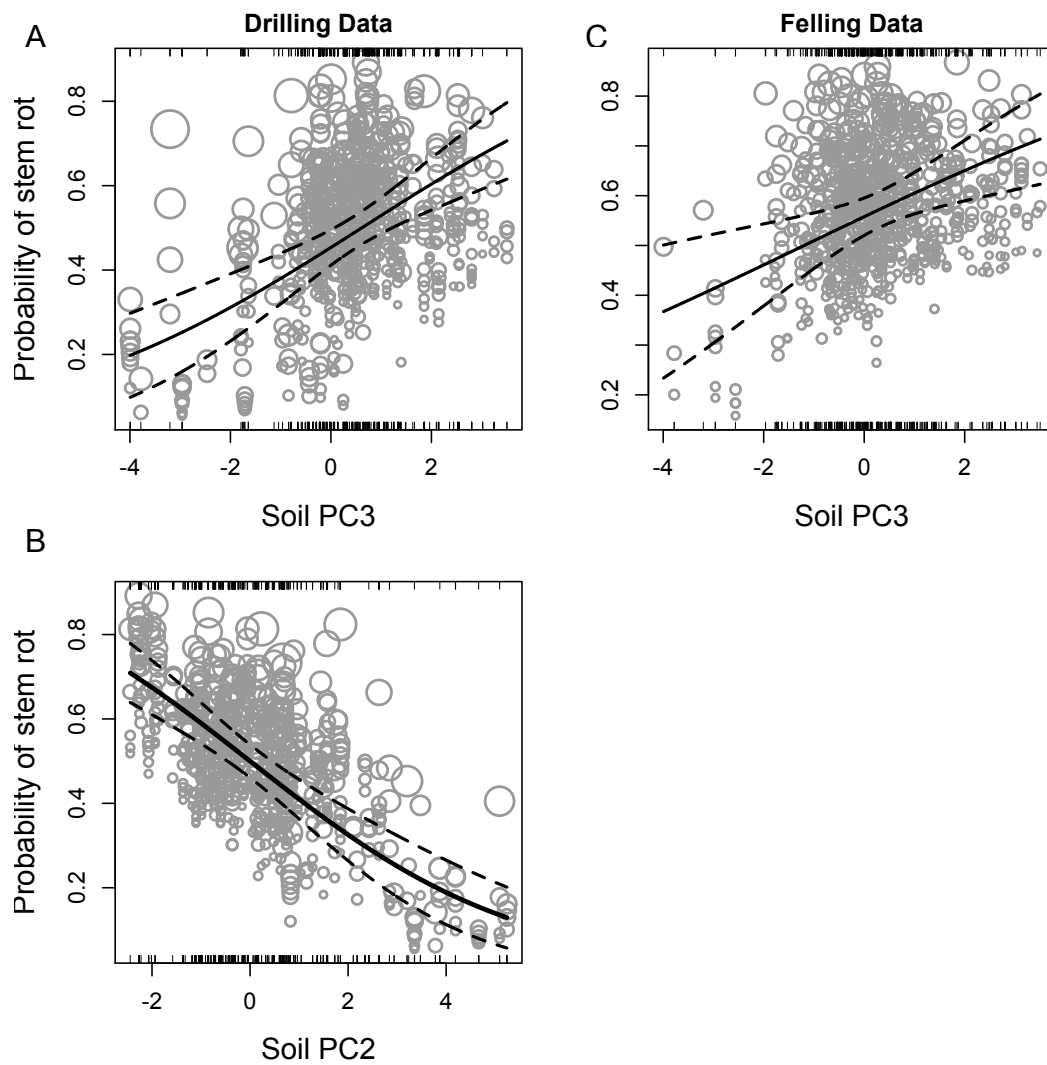 A
Drilling Data
Probability of stem rot
0.8
0.6
0.4
0.2
-4 -2 0 2
Soil PC3
C
Felling Data
0.8
0.6
0.4
0.2
-4 -2 0 2
Soil PC3
B
Probability of stem rot
0.8
0.6
0.4
0.2
-2 0 2 4
Soil PC2